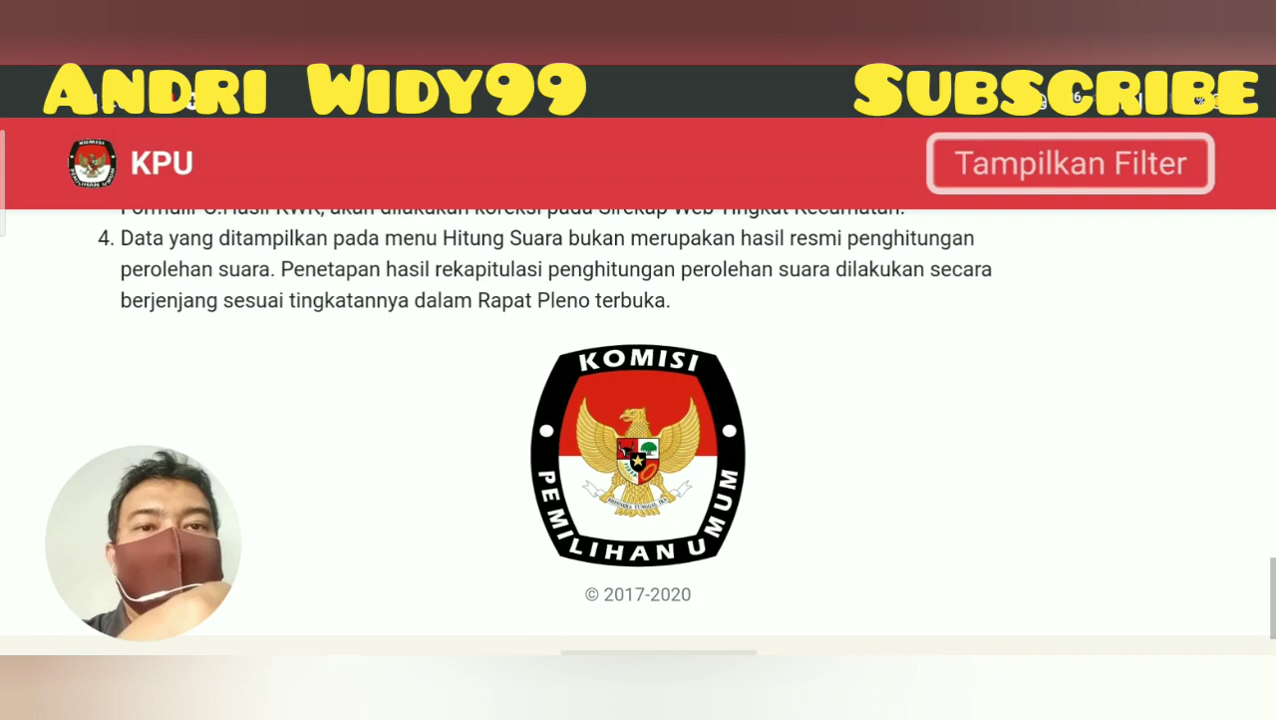 Andri Widy99
Subscribe
KPU
Tampilkan Filter
4. Data yang ditampilkan pada menu Hitung Suara bukan merupakan hasil resmi penghitungan
perolehan suara. Penetapan hasil rekapitulasi penghitungan perolehan suara dilakukan secara
berjenjang sesuai tingkatannya dalam Rapat Pleno terbuka.
KOMISI
PEMILIHAN UMUM
© 2017-2020